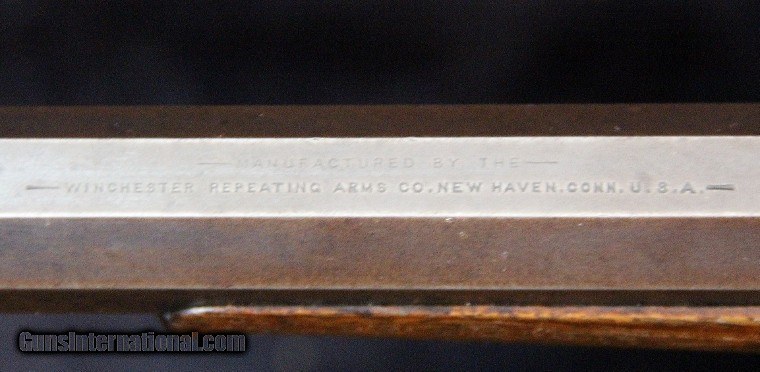 MANUFACTURED BY THE
WINCHESTER REPEATING ARMS CO. NEW HAVEN. CONN. U.S.A.
GunsInternational.com